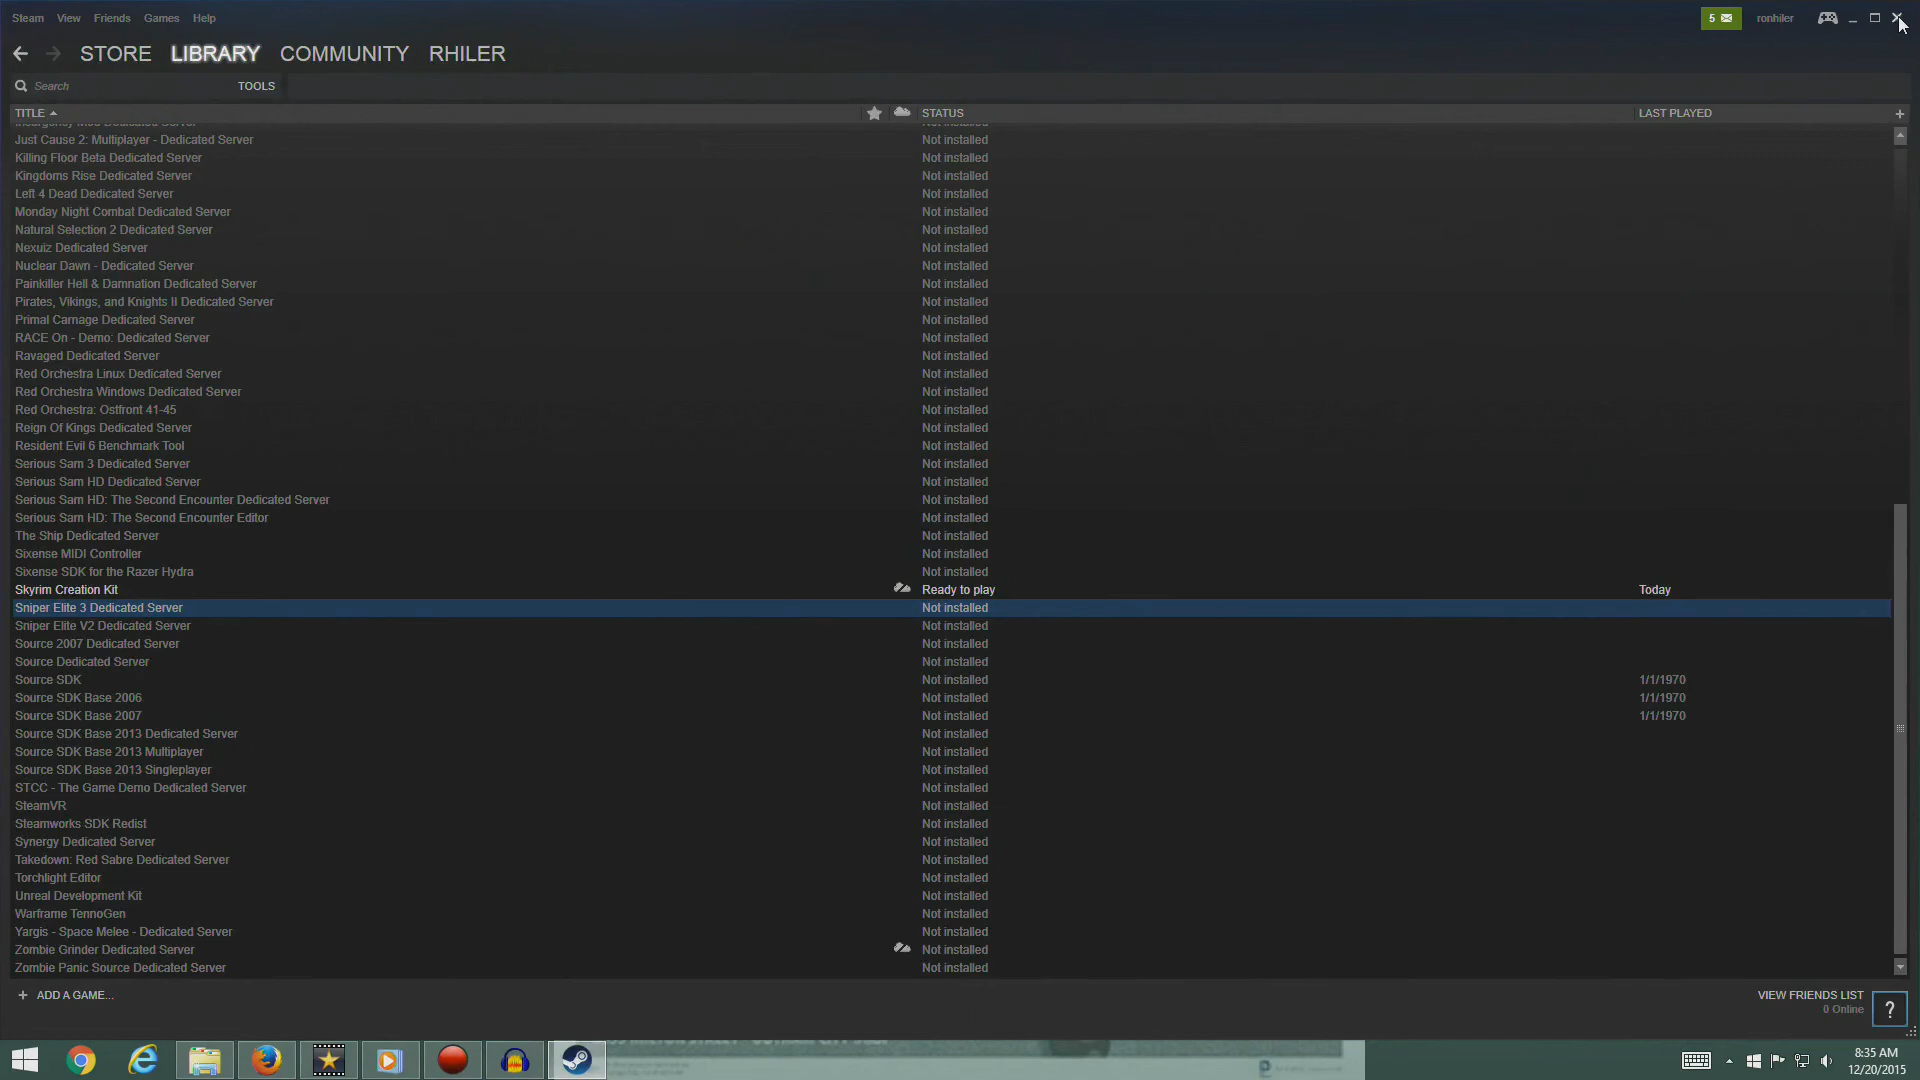 Steam View Friends Games Help 5 ronhiler
STORE LIBRARY COMMUNITY RHILER
Search TOOLS
TITLE STATUS LAST PLAYED +
Not installed
Just Cause 2: Multiplayer - Dedicated Server Not installed
Killing Floor Beta Dedicated Server Not installed
Kingdoms Rise Dedicated Server Not installed
Left 4 Dead Dedicated Server Not installed
Monday Night Combat Dedicated Server Not installed
Natural Selection 2 Dedicated Server Not installed
Nexuiz Dedicated Server Not installed
Nuclear Dawn - Dedicated Server Not installed
Painkiller Hell & Damnation Dedicated Server Not installed
Pirates, Vikings, and Knights II Dedicated Server Not installed
Primal Carnage Dedicated Server Not installed
RACE On - Demo: Dedicated Server Not installed
Ravaged Dedicated Server Not installed
Red Orchestra Linux Dedicated Server Not installed
Red Orchestra Windows Dedicated Server Not installed
Red Orchestra: Ostfront 41-45 Not installed
Reign Of Kings Dedicated Server Not installed
Resident Evil 6 Benchmark Tool Not installed
Serious Sam 3 Dedicated Server Not installed
Serious Sam HD Dedicated Server Not installed
Serious Sam HD: The Second Encounter Dedicated Server Not installed
Serious Sam HD: The Second Encounter Editor Not installed
The Ship Dedicated Server Not installed
Sixense MIDI Controller Not installed
Sixense SDK for the Razer Hydra Not installed
Skyrim Creation Kit Ready to play Today
Sniper Elite 3 Dedicated Server Not installed
Sniper Elite V2 Dedicated Server Not installed
Source 2007 Dedicated Server Not installed
Source Dedicated Server Not installed
Source SDK Not installed 1/1/1970
Source SDK Base 2006 Not installed 1/1/1970
Source SDK Base 2007 Not installed 1/1/1970
Source SDK Base 2013 Dedicated Server Not installed
Source SDK Base 2013 Multiplayer Not installed
Source SDK Base 2013 Singleplayer Not installed
STCC - The Game Demo Dedicated Server Not installed
SteamVR Not installed
Steamworks SDK Redist Not installed
Synergy Dedicated Server Not installed
Takedown: Red Sabre Dedicated Server Not installed
Torchlight Editor Not installed
Unreal Development Kit Not installed
Warframe TennoGen Not installed
Yargis - Space Melee - Dedicated Server Not installed
Zombie Grinder Dedicated Server Not installed
Zombie Panic Source Dedicated Server Not installed
+ ADD A GAME... VIEW FRIENDS LIST
0 Online ?
8:35 AM
12/20/2015